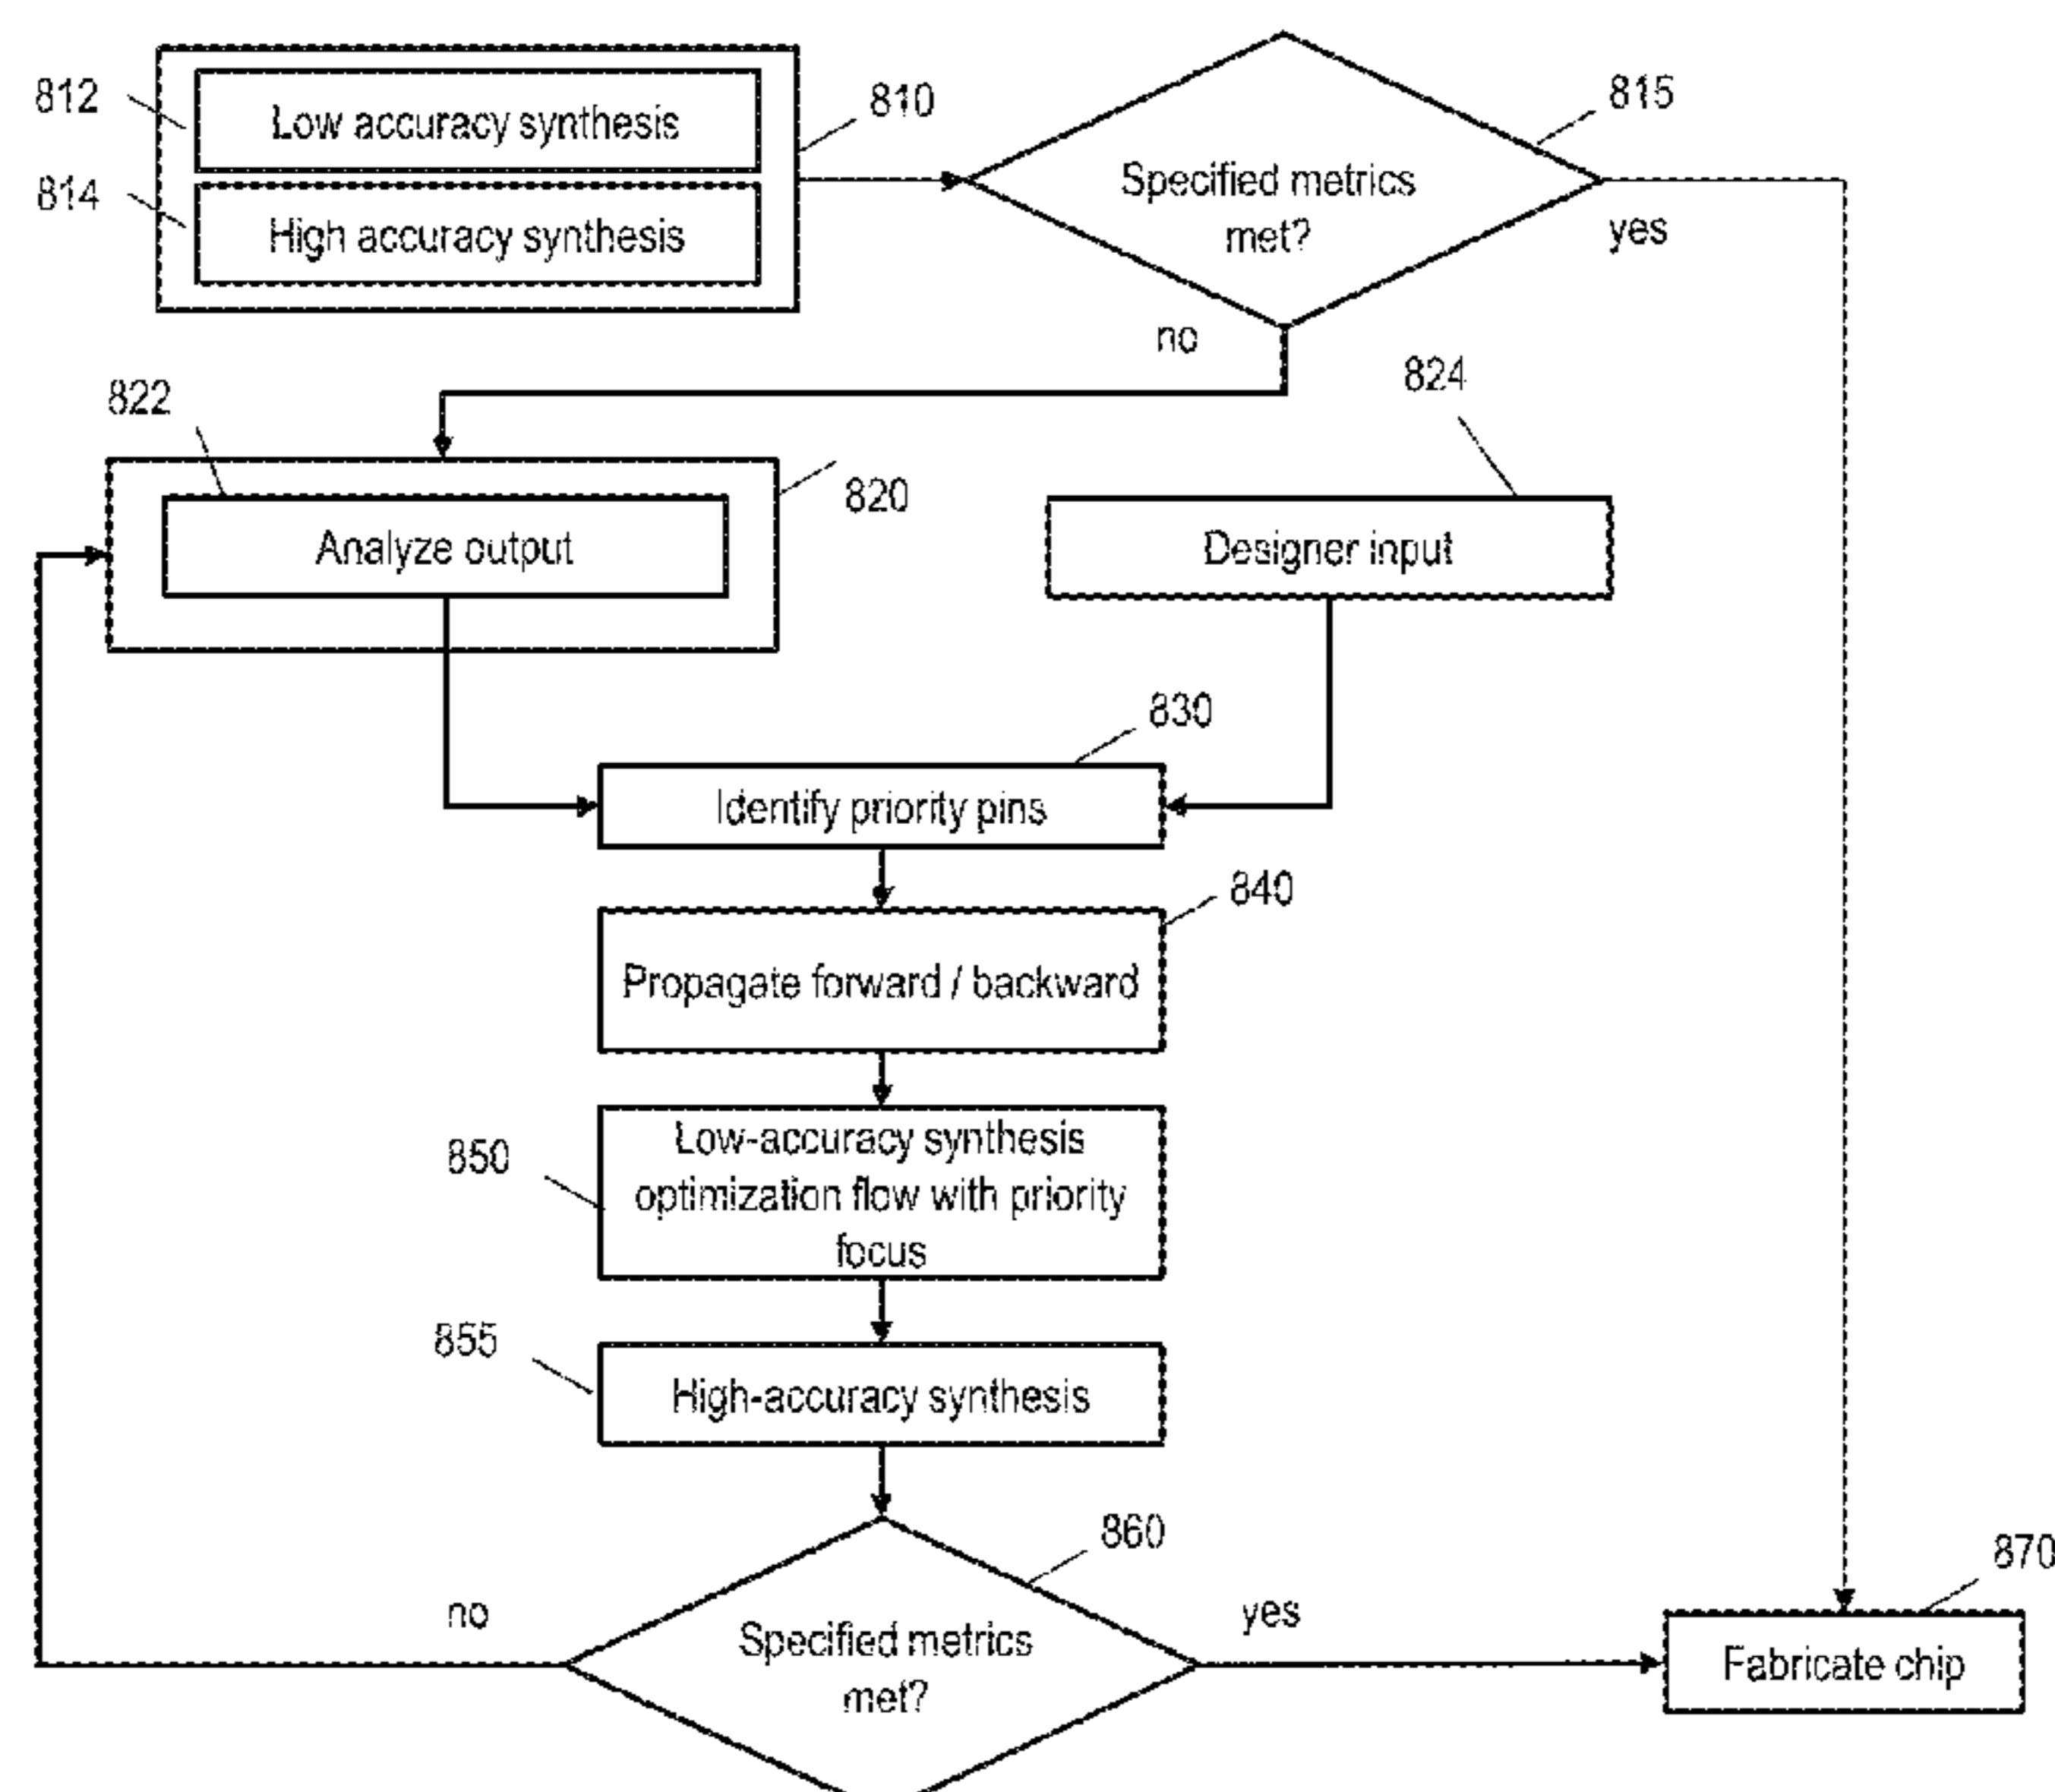 812
Low accuracy synthesis
810
814
High accuracy synthesis
815
Specified metrics
met?
yes
no
822
824
820
Analyze output
Designer input
830
Identify priority pins
840
Propagate forward / backward
850
Low-accuracy synthesis
optimization flow with priority
focus
855
High-accuracy synthesis
860
no
Specified metrics
met?
yes
870
Fabricate chip